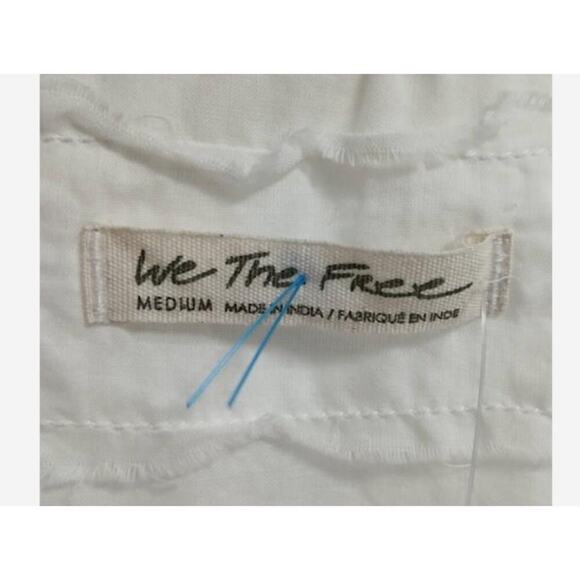 We The Free
MEDIUM MADE IN INDIA / FABRIQUÉ EN INDE